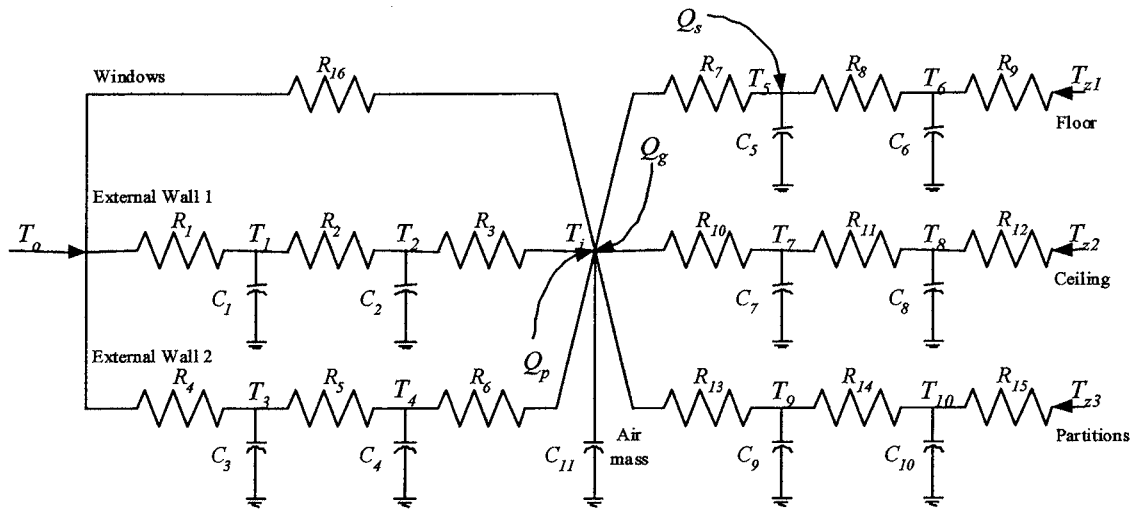 Q_s
Windows
R_16
R_7
T_5
R_8
T_6
R_9
T_z1
Floor
C_5
C_6
Q_g
External Wall 1
T_o
R_1
T_1
R_2
T_2
R_3
T_i
R_10
T_7
R_11
T_8
R_12
T_z2
Ceiling
C_1
C_2
C_7
C_8
External Wall 2
Q_p
R_4
T_3
R_5
T_4
R_6
R_13
T_9
R_14
T_10
R_15
T_z3
Partitions
C_3
C_4
C_11
Air
mass
C_9
C_10